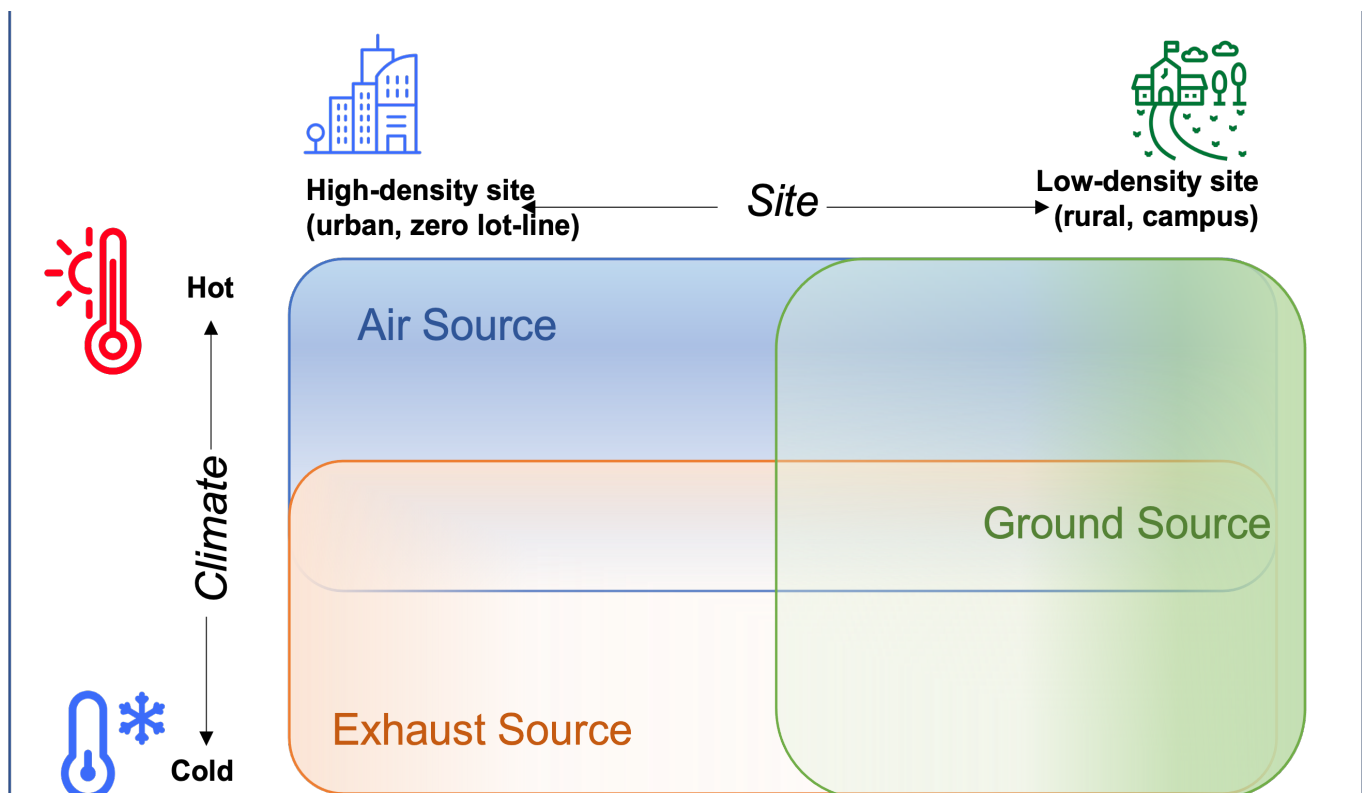 High-density site
(urban, zero lot-line)
Site
Low-density site
(rural, campus)
Hot
Climate
Cold
Air Source
Ground Source
Exhaust Source